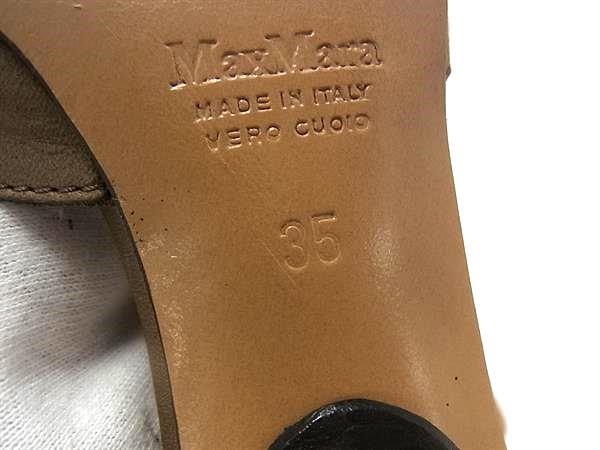 MaxMara
MADE IN ITALY
VERO CUOIO
35